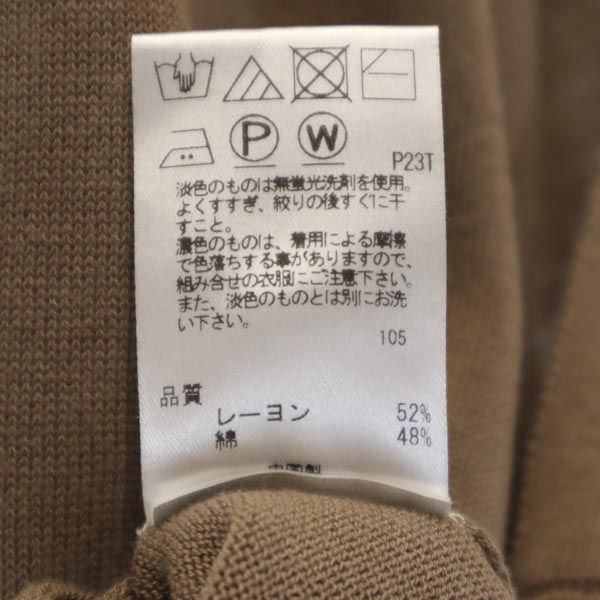 P W
P23T
淡色のものは無蛍光洗剤を使用。
よくすすぎ、絞りの後すぐに干
すこと。
濃色のものは、着用による摩擦
で色落ちする事がありますので、
組み合せの衣服にご注意下さい。
また、淡色のものとは別にお洗
い下さい。
105
品質
レーヨン 52%
綿 48%
中国製